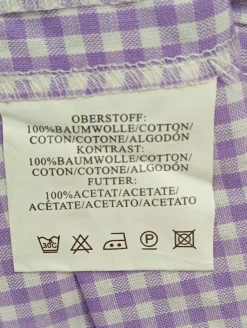 OBERSTOFF:
100%BAUMWOLLE/COTTON/
COTON/COTONE/ALGODÓN
KONTRAST:
100%BAUMWOLLE/COTTON/
COTON/COTONE/ALGODÓN
FUTTER:
100%ACETAT/ACETATE/
ACÉTATE/ACETATO/ACETATO
30C P